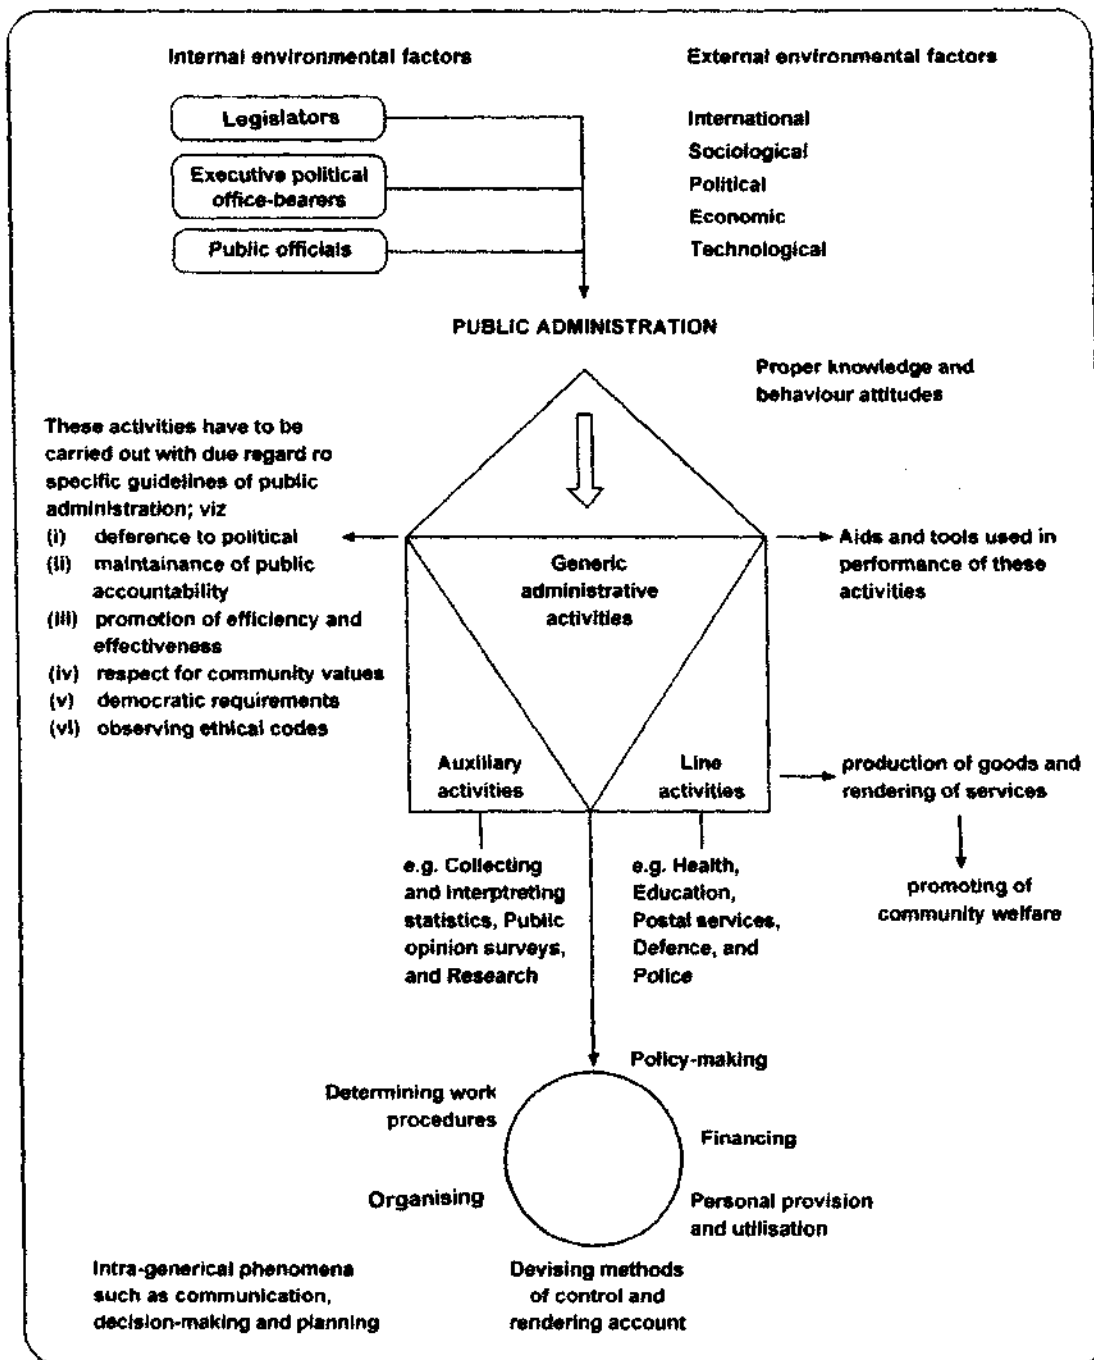 Internal environmental factors
External environmental factors
Legislators
Executive political
office-bearers
Public officials
International
Sociological
Political
Economic
Technological
PUBLIC ADMINISTRATION
Proper knowledge and
behaviour attitudes
These activities have to be
carried out with due regard ro
specific guidelines of public
administration; viz
(i) deference to political
(ii) maintainance of public
accountability
(iii) promotion of efficiency and
effectiveness
(iv) respect for community values
(v) democratic requirements
(vi) observing ethical codes
Generic
administrative
activities
Aids and tools used in
performance of these
activities
Auxiliary
activities
Line
activities
production of goods and
rendering of services
promoting of
community welfare
e.g. Collecting
and Interptreting
statistics, Public
opinion surveys,
and Research
e.g. Health,
Education,
Postal services,
Defence, and
Police
Policy-making
Determining work
procedures
Financing
Organising
Personal provision
and utilisation
Intra-generical phenomena
such as communication,
decision-making and planning
Devising methods
of control and
rendering account